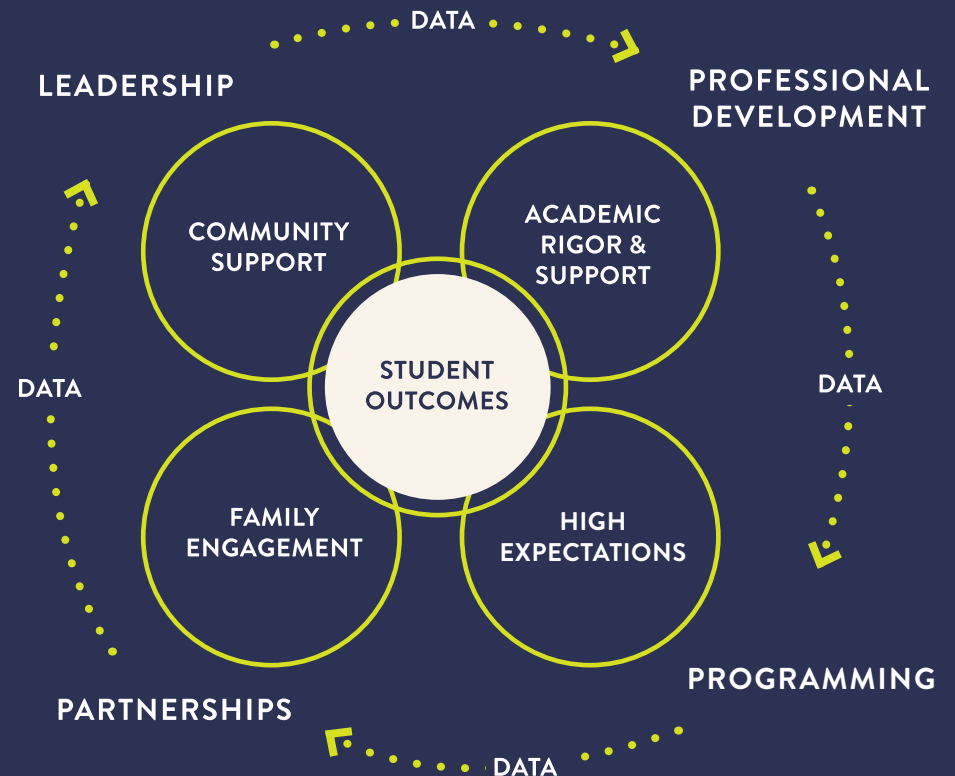 DATA
LEADERSHIP
PROFESSIONAL
DEVELOPMENT
COMMUNITY
SUPPORT
ACADEMIC
RIGOR &
SUPPORT
STUDENT
OUTCOMES
DATA
DATA
FAMILY
ENGAGEMENT
HIGH
EXPECTATIONS
PARTNERSHIPS
PROGRAMMING
DATA